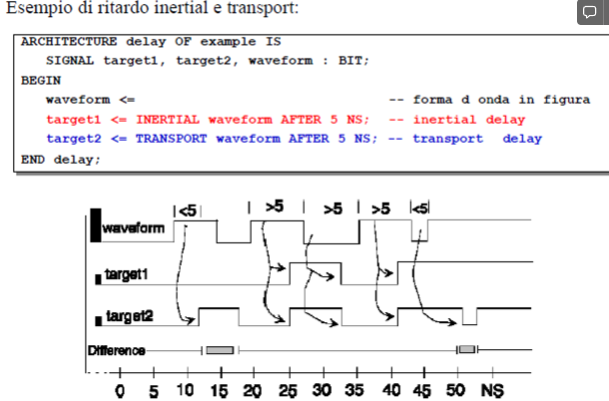 Esempio di ritardo inertial e transport:
ARCHITECTURE delay OF example IS
SIGNAL target1, target2, waveform : BIT;
BEGIN
waveform <= -- forma d onda in figura
target1 <= INERTIAL waveform AFTER 5 NS; -- inertial delay
target2 <= TRANSPORT waveform AFTER 5 NS; -- transport delay
END delay;
<5 >5 >5 >5 <5
waveform
target1
target2
Difference
0 5 10 15 20 25 30 35 40 45 50 NS